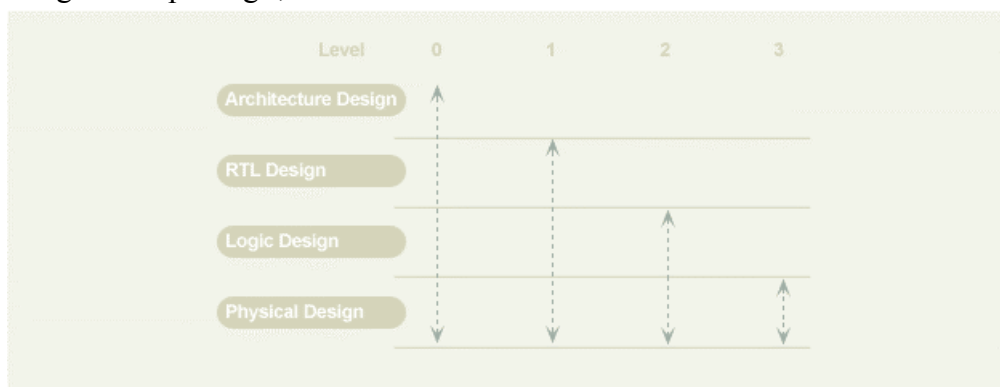 Level 0 1 2 3
Architecture Design
RTL Design
Logic Design
Physical Design